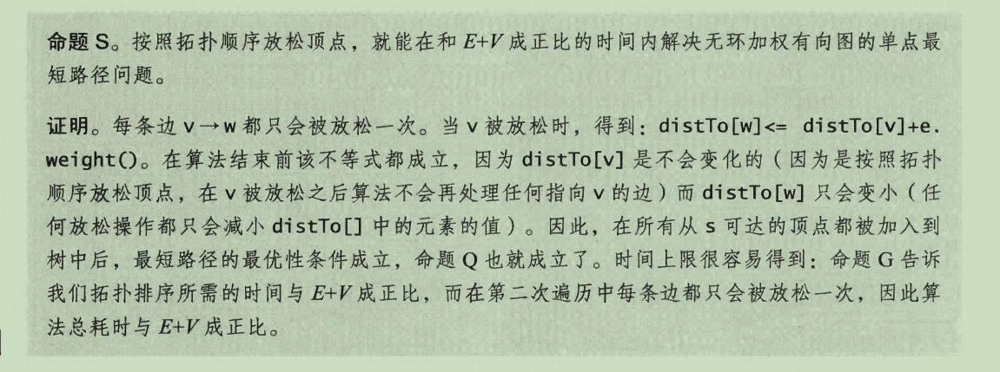 命题 S。按照拓扑顺序放松顶点，就能在和 E+V 成正比的时间内解决无环加权有向图的单点最
短路径问题。
证明。每条边 v→w 都只会被放松一次。当 v 被放松时，得到：distTo[w]<= distTo[v]+e.
weight()。在算法结束前该不等式都成立，因为 distTo[v] 是不会变化的（因为是按照拓扑
顺序放松顶点，在 v 被放松之后算法不会再处理任何指向 v 的边）而 distTo[w] 只会变小（任
何放松操作都只会减小 distTo[] 中的元素的值）。因此，在所有从 s 可达的顶点都被加入到
树中后，最短路径的最优性条件成立，命题 Q 也就成立了。时间上限很容易得到：命题 G 告诉
我们拓扑排序所需的时间与 E+V 成正比，而在第二次遍历中每条边都只会被放松一次，因此算
法总耗时与 E+V 成正比。